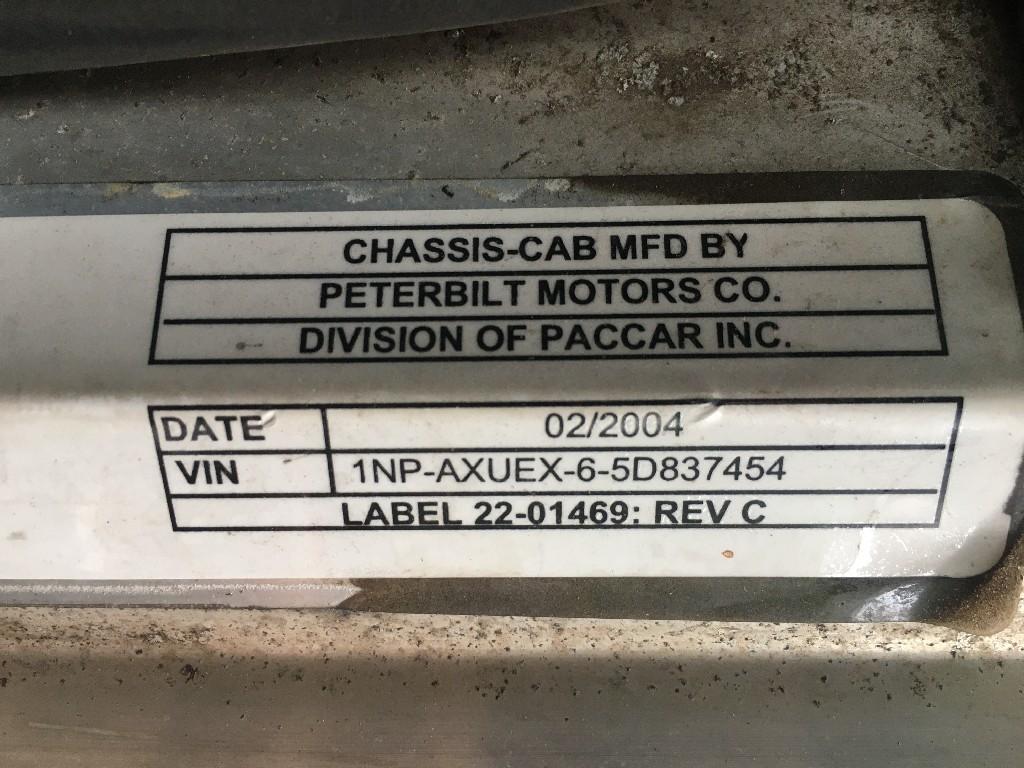 CHASSIS-CAB MFD BY
PETERBILT MOTORS CO.
DIVISION OF PACCAR INC.
DATE 02/2004
VIN 1NP-AXUEX-6-5D837454
LABEL 22-01469: REV C